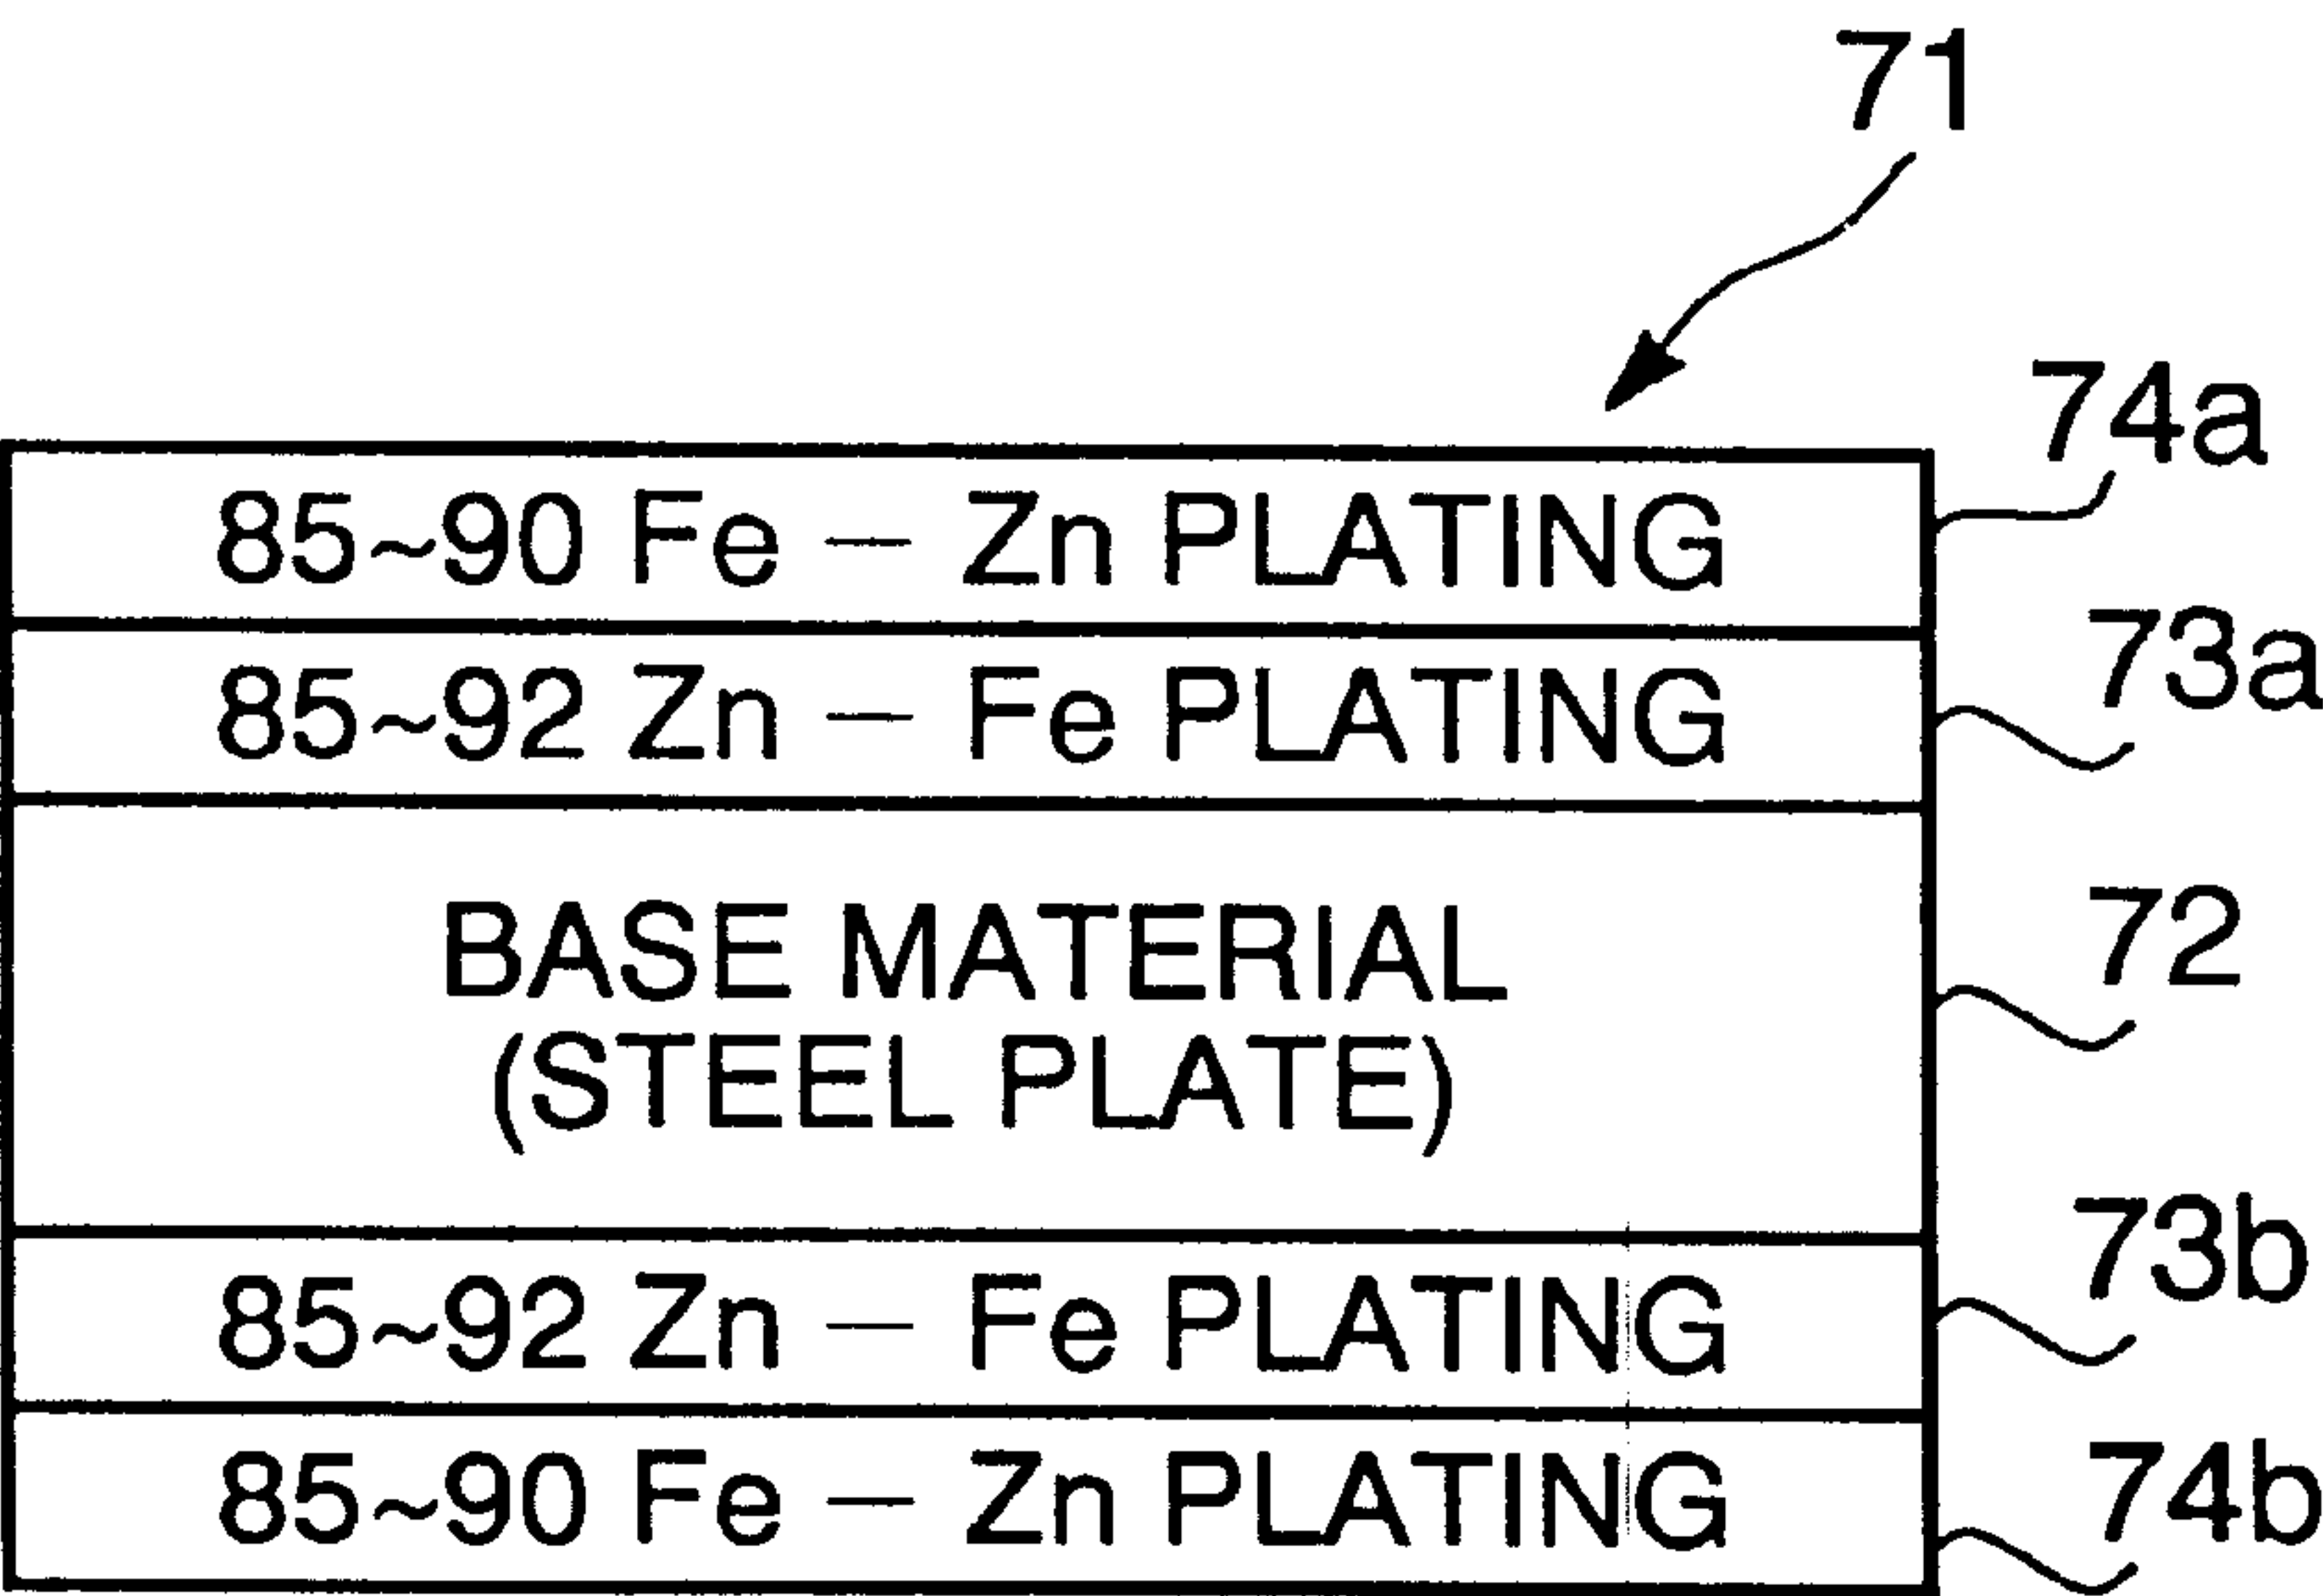 71
74a
85~90 Fe — Zn PLATING
73a
85~92 Zn — Fe PLATING
72
BASE MATERIAL
(STEEL PLATE)
73b
85~92 Zn — Fe PLATING
74b
85~90 Fe — Zn PLATING